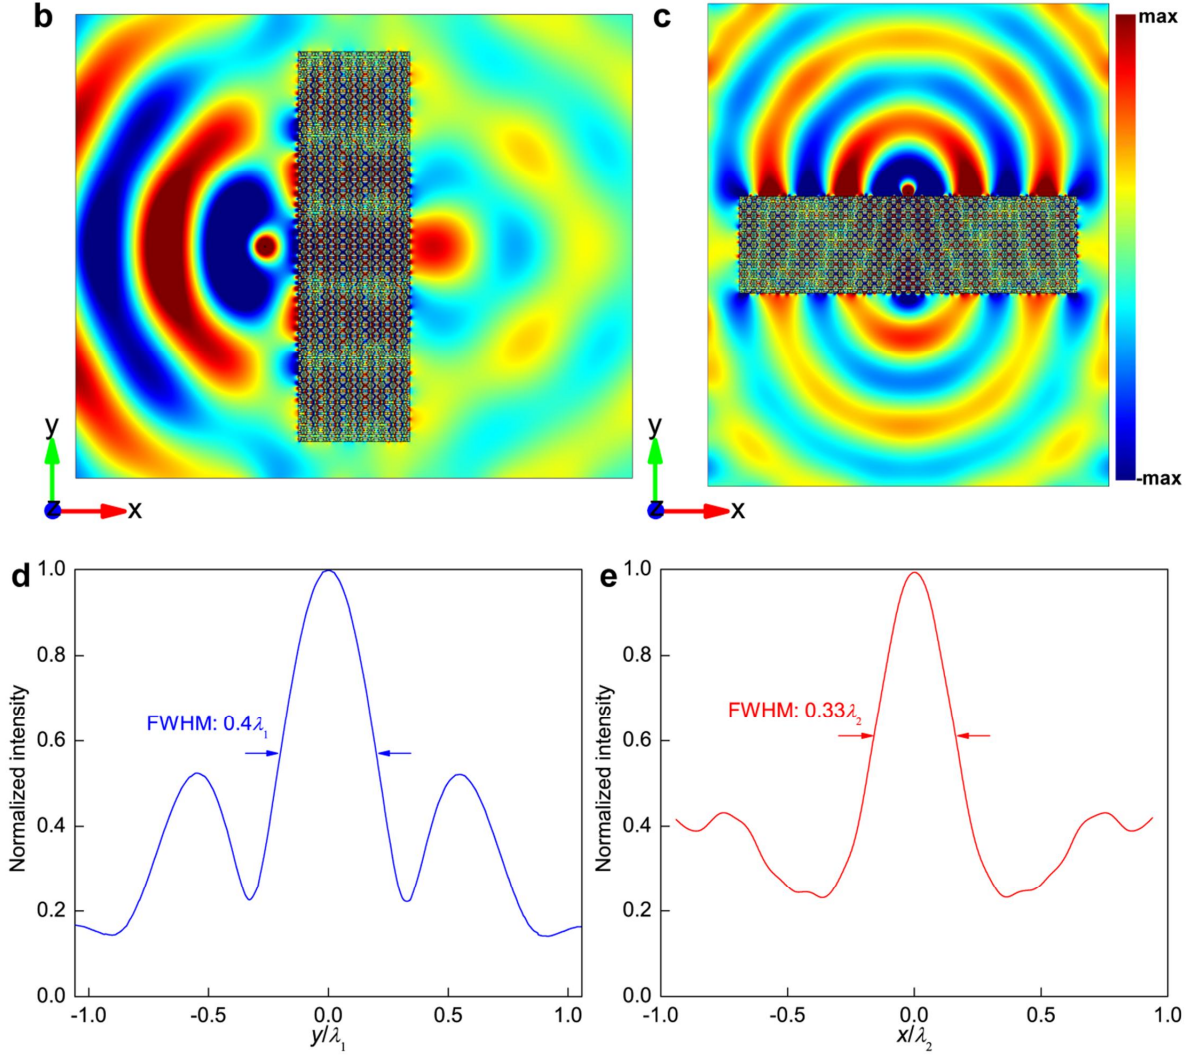 b
c
max
-max
y
x
z
y
x
z
d
e
Normalized intensity
1.0
0.8
0.6
0.4
0.2
0.0
FWHM: 0.4λ₁
-1.0 -0.5 0.0 0.5 1.0
y/λ₁
Normalized intensity
1.0
0.8
0.6
0.4
0.2
0.0
FWHM: 0.33λ₂
-1.0 -0.5 0.0 0.5 1.0
x/λ₂